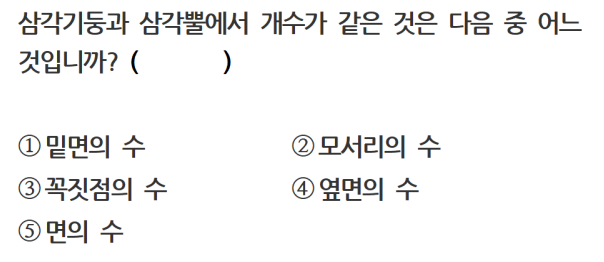 삼각기둥과 삼각뿔에서 개수가 같은 것은 다음 중 어느
것입니까? (          )
① 밑면의 수 ② 모서리의 수
③ 꼭짓점의 수 ④ 옆면의 수
⑤ 면의 수